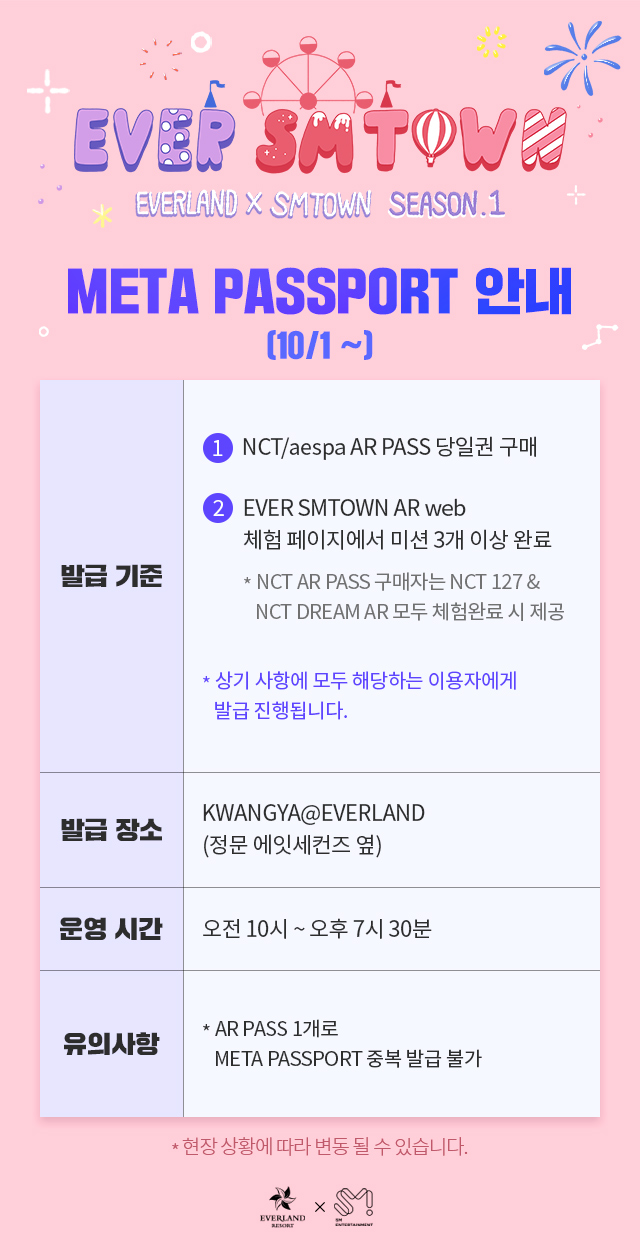 EVER SMTOWN
EVERLAND X SMTOWN SEASON.1
META PASSPORT 안내
(10/1 ~)
발급 기준
1 NCT/aespa AR PASS 당일권 구매
2 EVER SMTOWN AR web
체험 페이지에서 미션 3개 이상 완료
* NCT AR PASS 구매자는 NCT 127 &
NCT DREAM AR 모두 체험완료 시 제공
* 상기 사항에 모두 해당하는 이용자에게
발급 진행됩니다.
발급 장소
KWANGYA@EVERLAND
(정문 에잇세컨즈 옆)
운영 시간
오전 10시 ~ 오후 7시 30분
유의사항
* AR PASS 1개로
META PASSPORT 중복 발급 불가
* 현장 상황에 따라 변동 될 수 있습니다.
EVERLAND
RESORT
×
SM
SM
ENTERTAINMENT